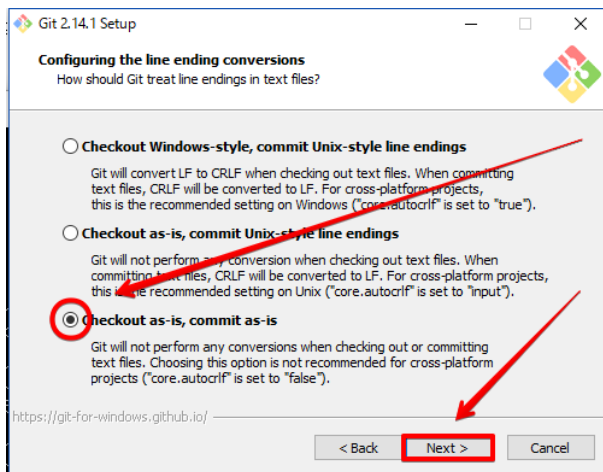 Git 2.14.1 Setup
Configuring the line ending conversions
How should Git treat line endings in text files?
Checkout Windows-style, commit Unix-style line endings
Git will convert LF to CRLF when checking out text files. When committing
text files, CRLF will be converted to LF. For cross-platform projects,
this is the recommended setting on Windows ("core.autocrlf" is set to "true").
Checkout as-is, commit Unix-style line endings
Git will not perform any conversion when checking out text files. When
committing text files, CRLF will be converted to LF. For cross-platform projects,
this is the recommended setting on Unix ("core.autocrlf" is set to "input").
Checkout as-is, commit as-is
Git will not perform any conversions when checking out or committing
text files. Choosing this option is not recommended for cross-platform
projects ("core.autocrlf" is set to "false").
https://git-for-windows.github.io/
< Back Next > Cancel